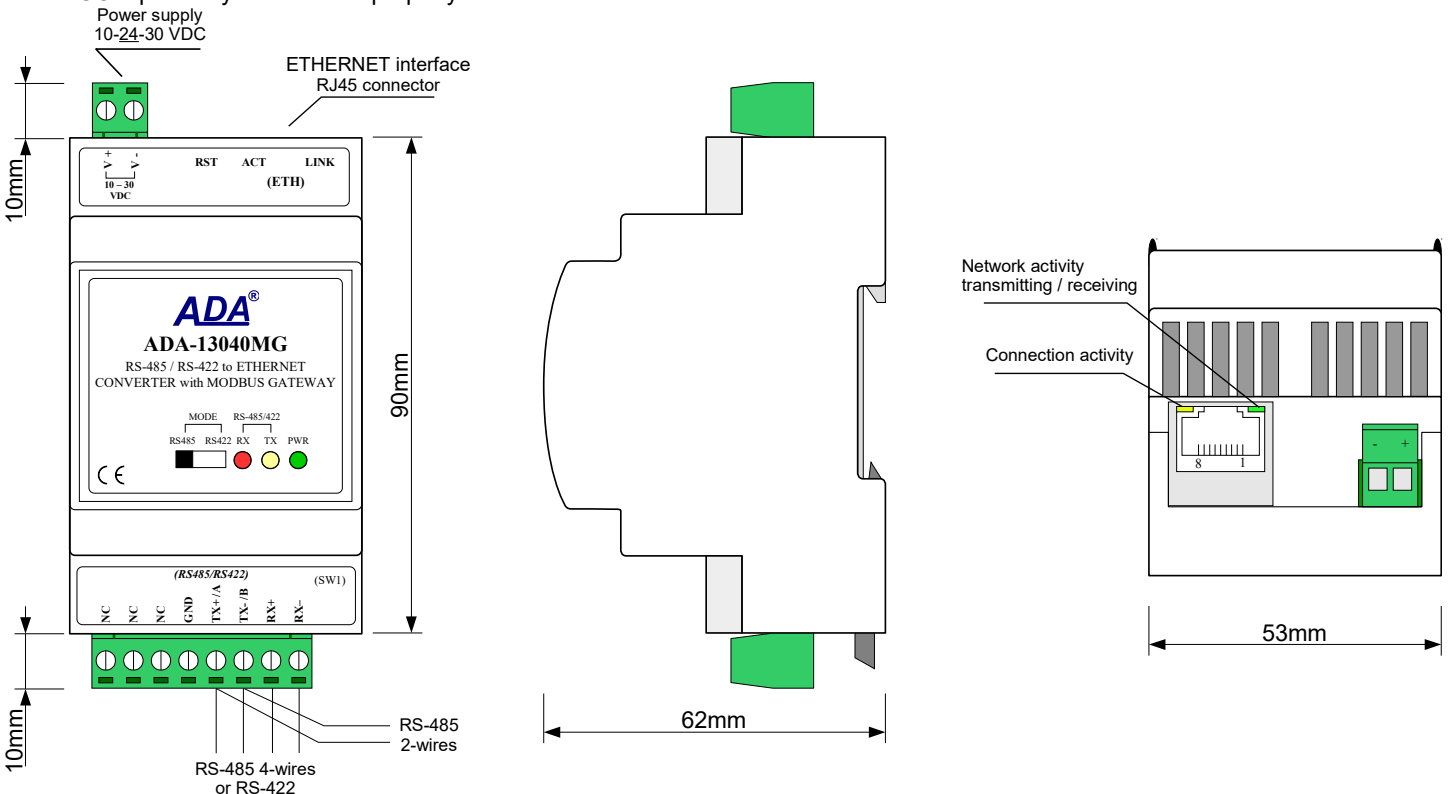 Power supply
10-24-30 VDC
ETHERNET interface
RJ45 connector
10mm
V +
V -
10 – 30
VDC
RST ACT LINK
(ETH)
ADA®
ADA-13040MG
RS-485 / RS-422 to ETHERNET
CONVERTER with MODBUS GATEWAY
MODE RS-485/422
RS485 RS422 RX TX PWR
CE
90mm
(RS485/RS422)
(SW1)
NC NC NC GND TX+/A TX-/B RX+ RX–
10mm
RS-485
2-wires
RS-485 4-wires
or RS-422
62mm
Network activity
transmitting / receiving
Connection activity
8 1
- +
53mm